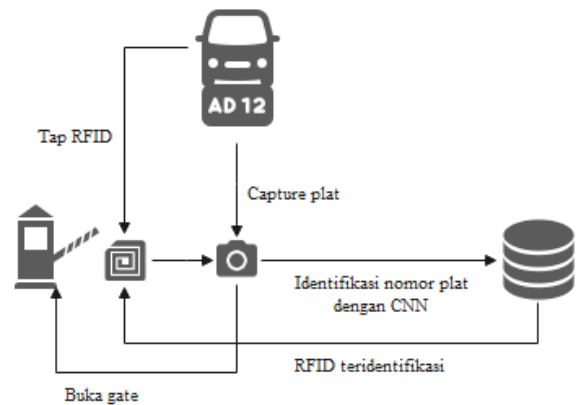 AD 12
Tap RFID
Capture plat
Identifikasi nomor plat
dengan CNN
RFID teridentifikasi
Buka gate